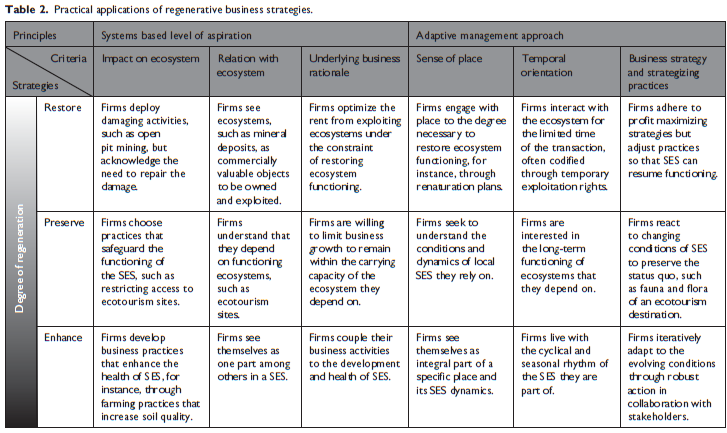 Table 2. Practical applications of regenerative business strategies.
Principles
Systems based level of aspiration
Adaptive management approach
Criteria
Strategies
Impact on ecosystem
Relation with
ecosystem
Underlying business
rationale
Sense of place
Temporal
orientation
Business strategy
and strategizing
practices
Degree of regeneration
Restore
Firms deploy
damaging activities,
such as open
pit mining, but
acknowledge the
need to repair the
damage.
Firms see
ecosystems,
such as mineral
deposits, as
commercially
valuable objects
to be owned
and exploited.
Firms optimize the
rent from exploiting
ecosystems under
the constraint
of restoring
ecosystem
functioning.
Firms engage with
place to the degree
necessary to
restore ecosystem
functioning, for
instance, through
renaturation plans.
Firms interact with
the ecosystem for
the limited time
of the transaction,
often codified
through temporary
exploitation rights.
Firms adhere to
profit maximizing
strategies but
adjust practices
so that SES can
resume functioning.
Preserve
Firms choose
practices that
safeguard the
functioning of
the SES, such as
restricting access to
ecotourism sites.
Firms
understand that
they depend
on functioning
ecosystems,
such as
ecotourism
sites.
Firms are willing
to limit business
growth to remain
within the carrying
capacity of the
ecosystem they
depend on.
Firms seek to
understand the
conditions and
dynamics of local
SES they rely on.
Firms are
interested in
the long-term
functioning of
ecosystems that
they depend on.
Firms react
to changing
conditions of SES
to preserve the
status quo, such
as fauna and flora
of an ecotourism
destination.
Enhance
Firms develop
business practices
that enhance the
health of SES, for
instance, through
farming practices that
increase soil quality.
Firms see
themselves as
one part among
others in a SES.
Firms couple their
business activities
to the development
and health of SES.
Firms see
themselves as
integral part of a
specific place and
its SES dynamics.
Firms live with
the cyclical and
seasonal rhythm of
the SES they are
part of.
Firms iteratively
adapt to the
evolving conditions
through robust
action in
collaboration with
stakeholders.